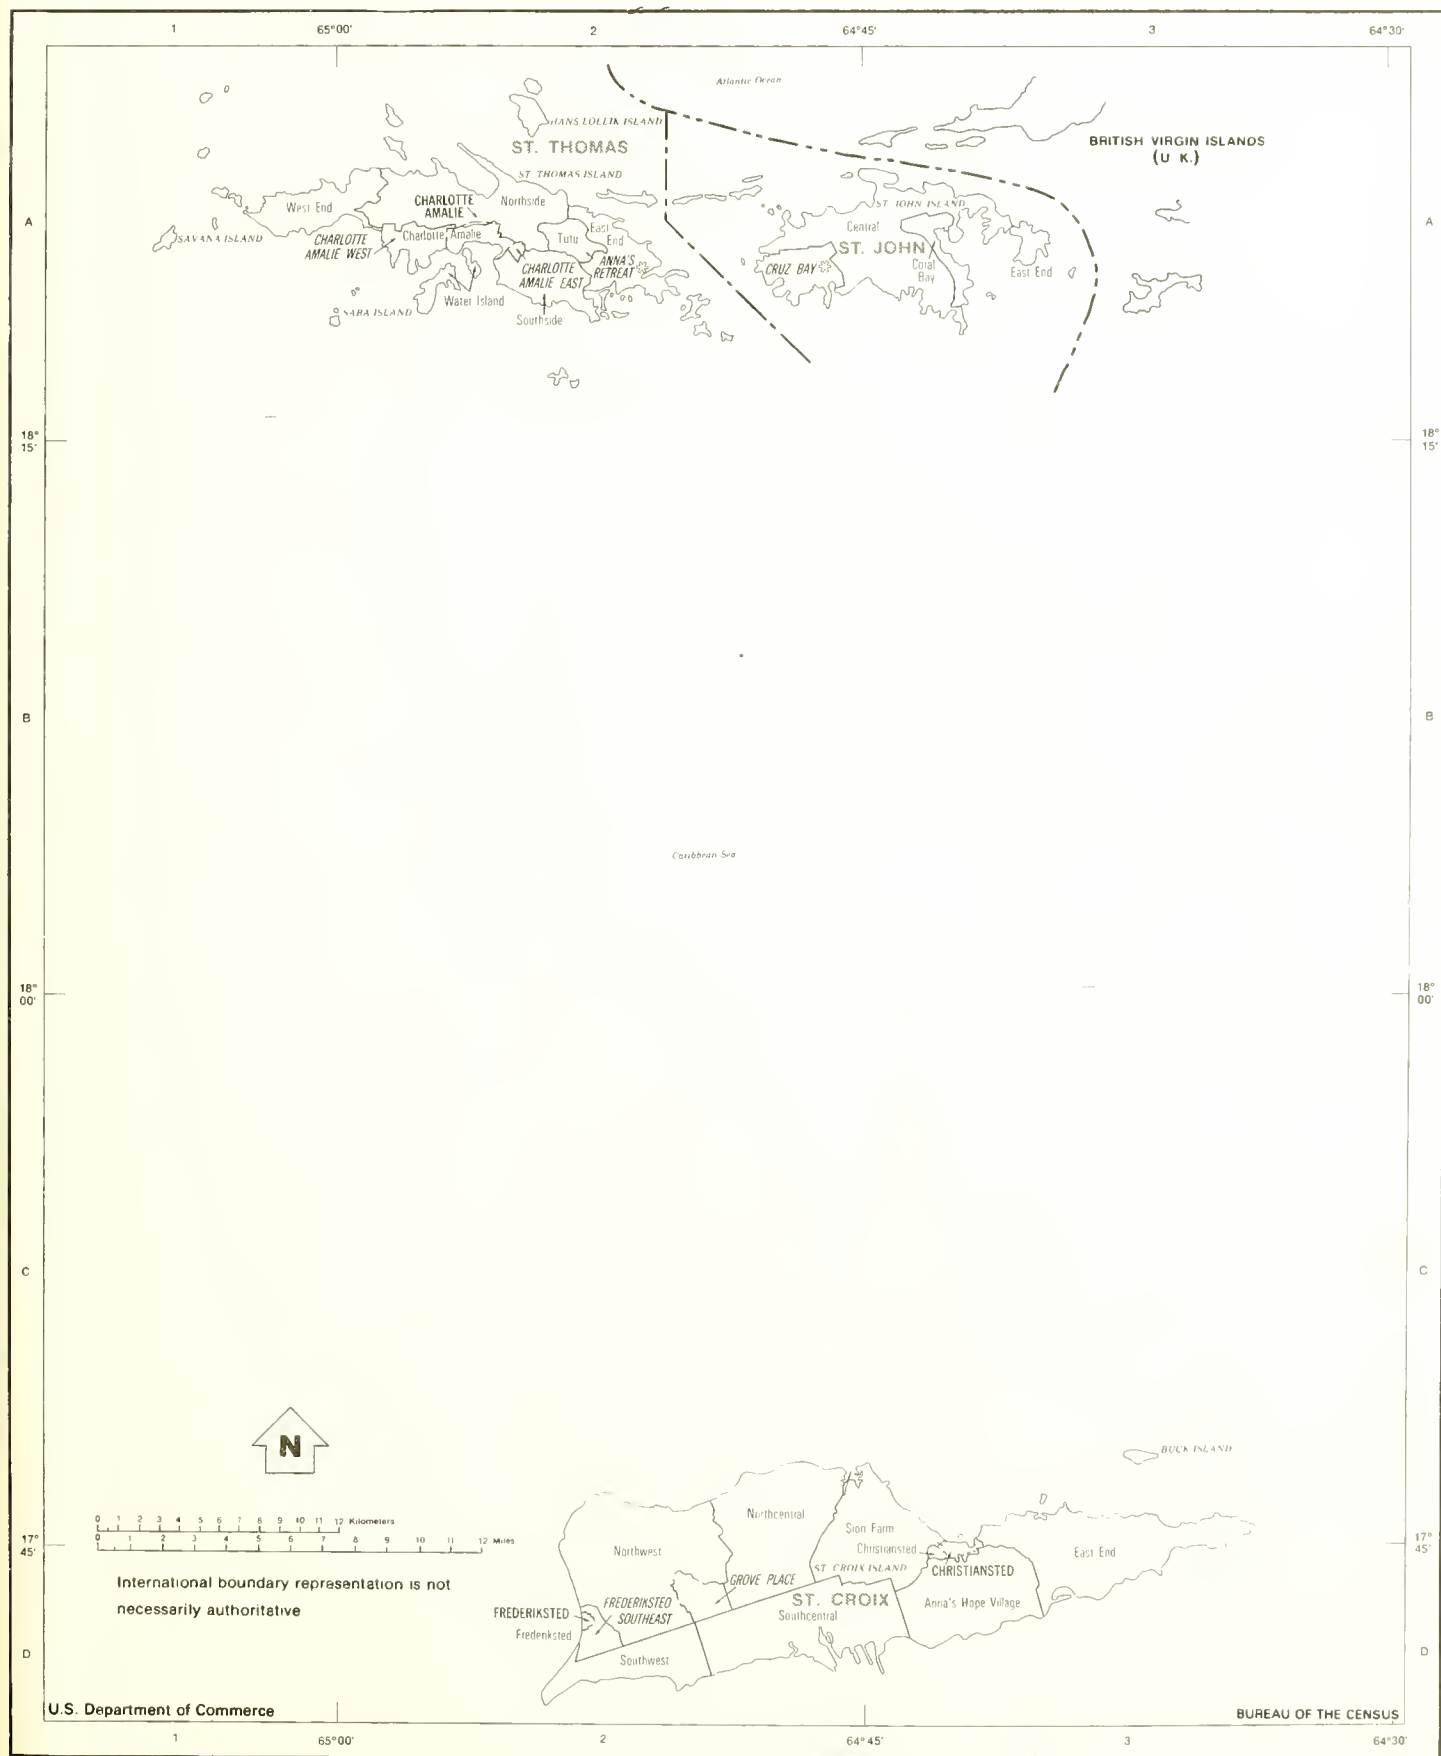 1
65°00'
2
64°45'
3
64°30'
Atlantic Ocean
HANS LOLLIK ISLAND
ST. THOMAS
BRITISH VIRGIN ISLANDS
(U K.)
ST THOMAS ISLAND
CHARLOTTE
AMALIE
Northside
West End
ST JOHN ISLAND
A
A
Central
East
End
SAVANA ISLAND
CHARLOTTE
AMALIE WEST
Charlotte Amalie
Tutu
ST. JOHN
CHARLOTTE
AMALIE EAST
ANNA'S
RETREAT
CRUZ BAY
Coral
Bay
East End
Water Island
SABA ISLAND
Southside
18°
15'
18°
15'
B
B
Caribbean Sea
18°
00'
18°
00'
C
C
N
BUCK ISLAND
0 1 2 3 4 5 6 7 8 9 10 11 12 Kilometers
0 1 2 3 4 5 6 7 8 9 10 11 12 Miles
17°
45'
17°
45'
Northcentral
Sion Farm
Christiansted
Northwest
East End
ST CROIX ISLAND
CHRISTIANSTED
International boundary representation is not
necessarily authoritative
GROVE PLACE
ST. CROIX
FREDERIKSTED
SOUTHEAST
Anna's Hope Village
FREDERIKSTED
Southcentral
Frederiksted
Southwest
D
D
U.S. Department of Commerce
BUREAU OF THE CENSUS
1
65°00'
2
64°45'
3
64°30'